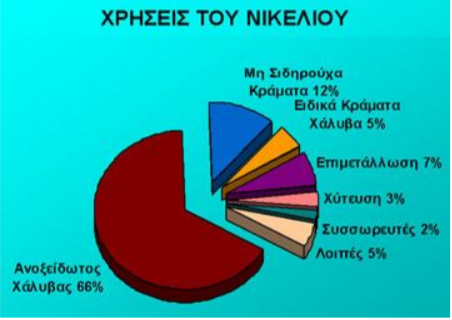 ΧΡΗΣΕΙΣ ΤΟΥ ΝΙΚΕΛΙΟΥ
Μη Σιδηρούχα
Κράματα 12%
Ειδικά Κράματα
Χάλυβα 5%
Επιμετάλλωση 7%
Χύτευση 3%
Συσσωρευτές 2%
Λοιπές 5%
Ανοξείδωτος
Χάλυβας 66%